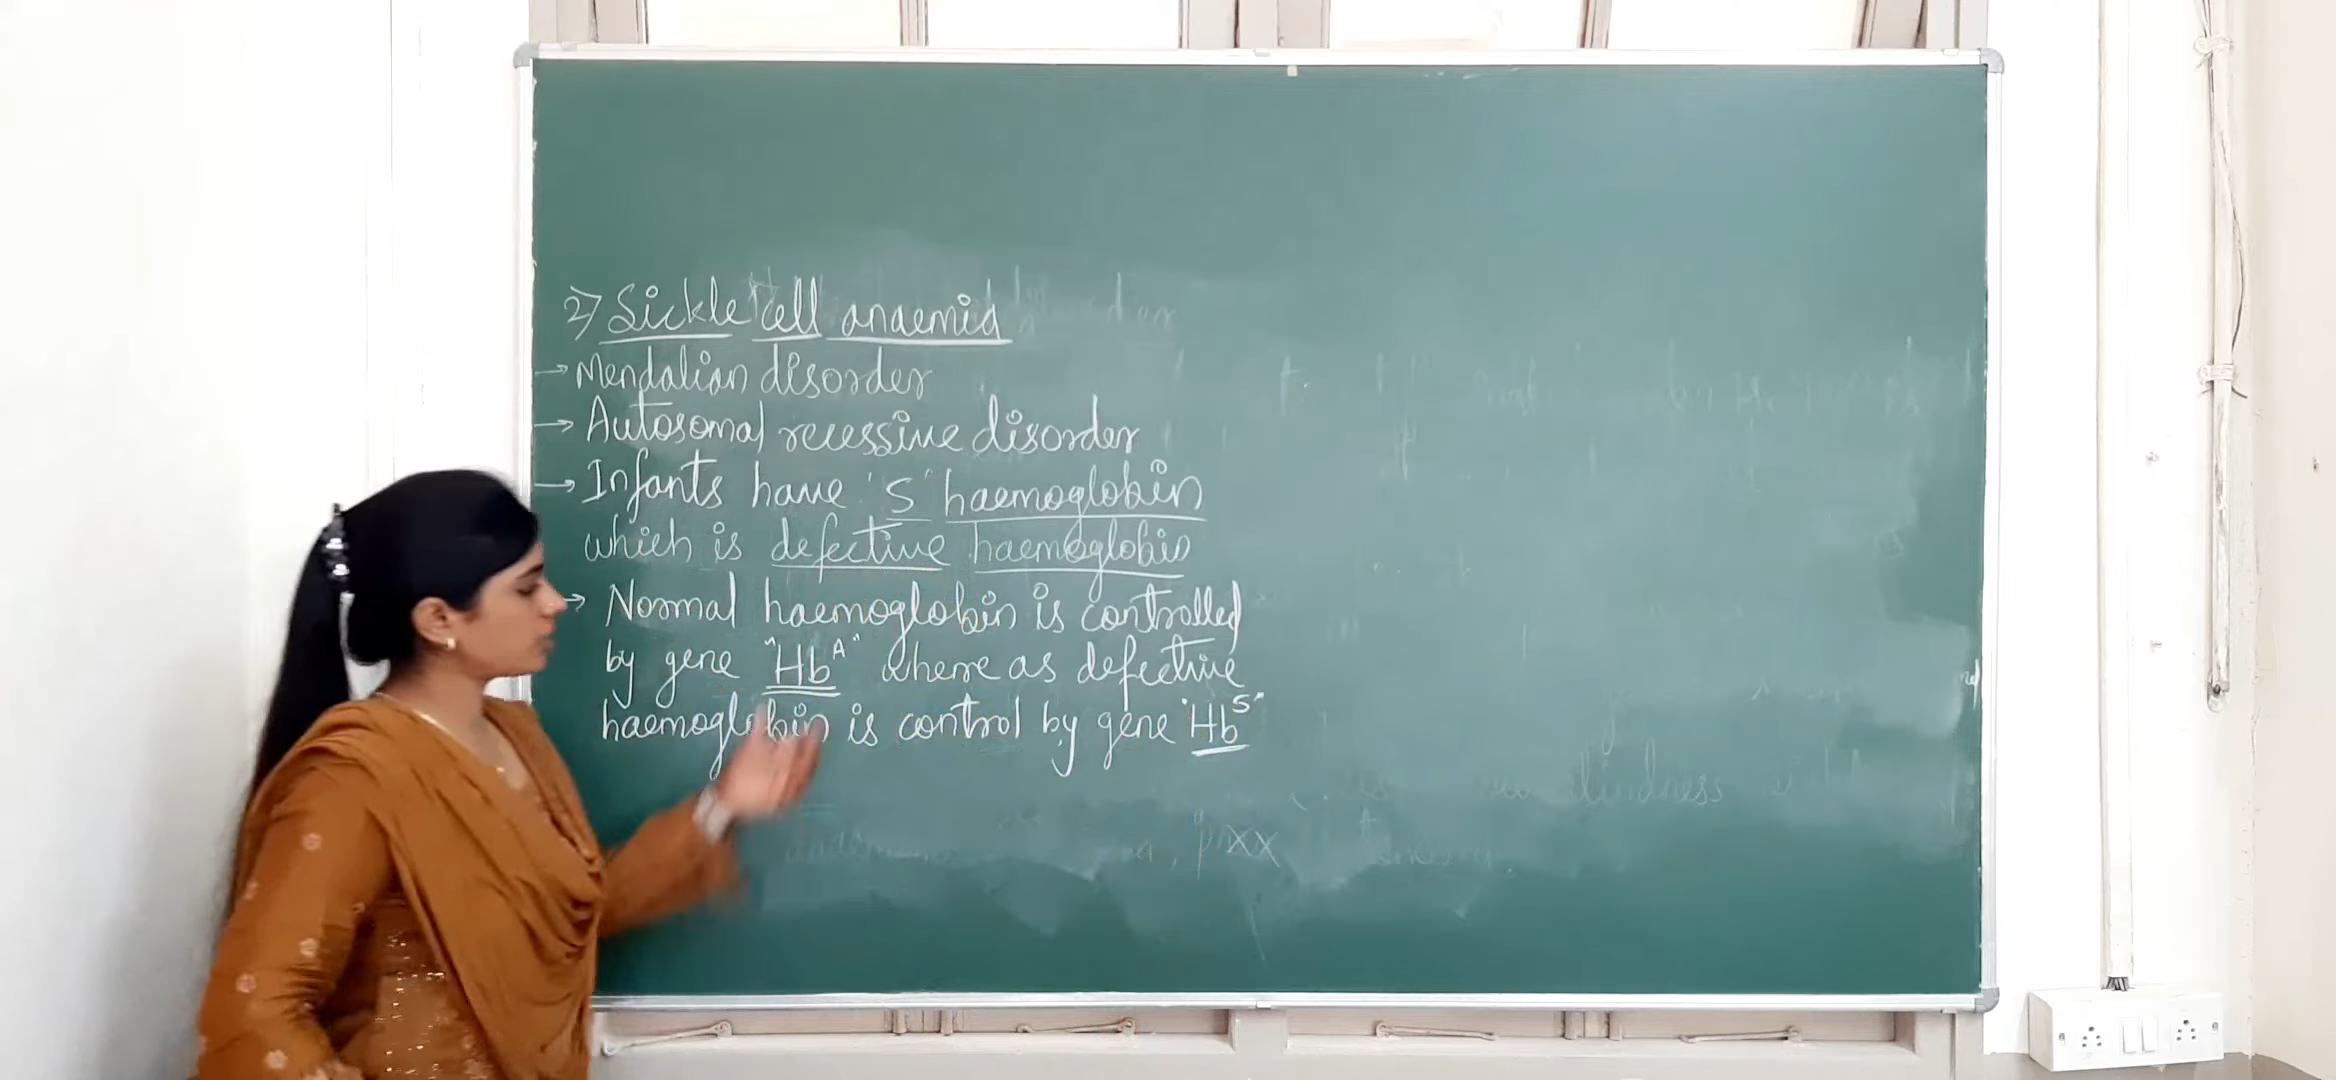 2) Sickle cell anaemia
→ Mendalian disorder
→ Autosomal recessive disorder
→ Infants have "S" haemoglobin
which is defective haemoglobin
→ Normal haemoglobin is controlled
by gene "Hb^A" where as defective
haemoglobin is control by gene "Hb^S"
blindness